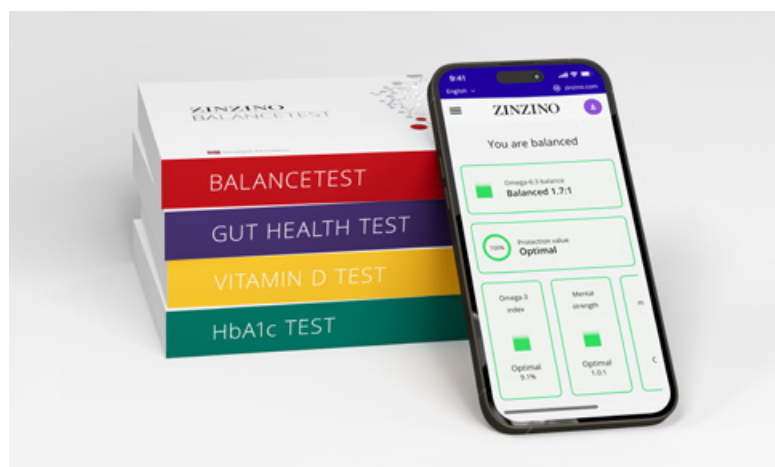 ZINZINO
BALANCETEST
BALANCETEST
GUT HEALTH TEST
VITAMIN D TEST
HbA1c TEST
9:41
English
zinzino.com
ZINZINO
You are balanced
Omega-6:3 balance
Balanced 1.7:1
100%
Protection value
Optimal
Omega-3
index
Optimal
9.1%
Mental
strength
Optimal
1.0:1
m
C